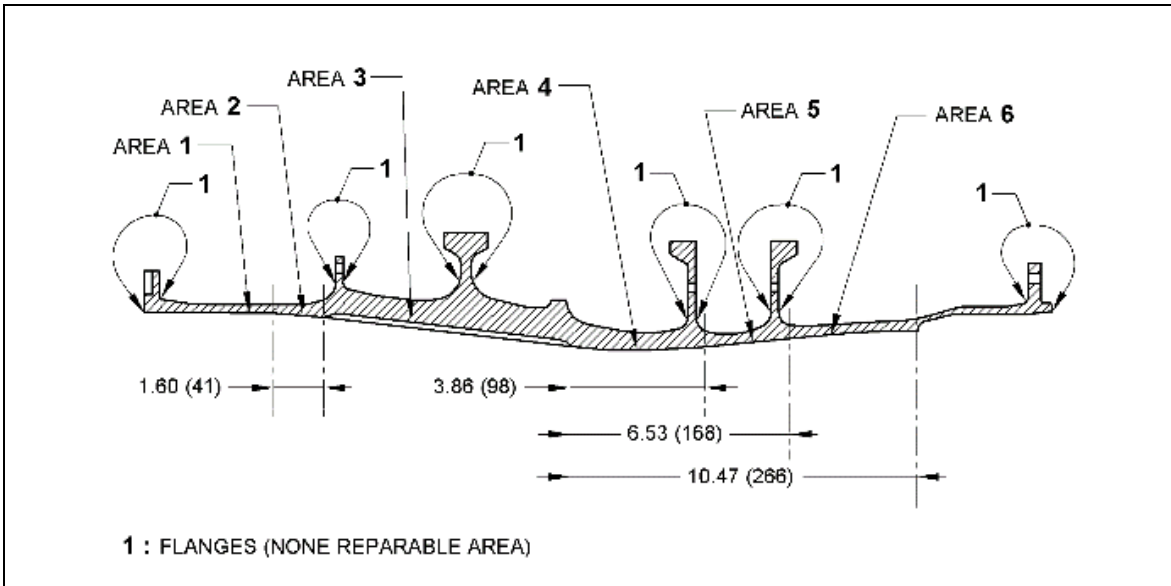 AREA 3
AREA 4
AREA 2
AREA 5
AREA 6
AREA 1
1
1
1
1
1
1
1.60 (41)
3.86 (98)
6.53 (168)
10.47 (266)
1 : FLANGES (NONE REPARABLE AREA)